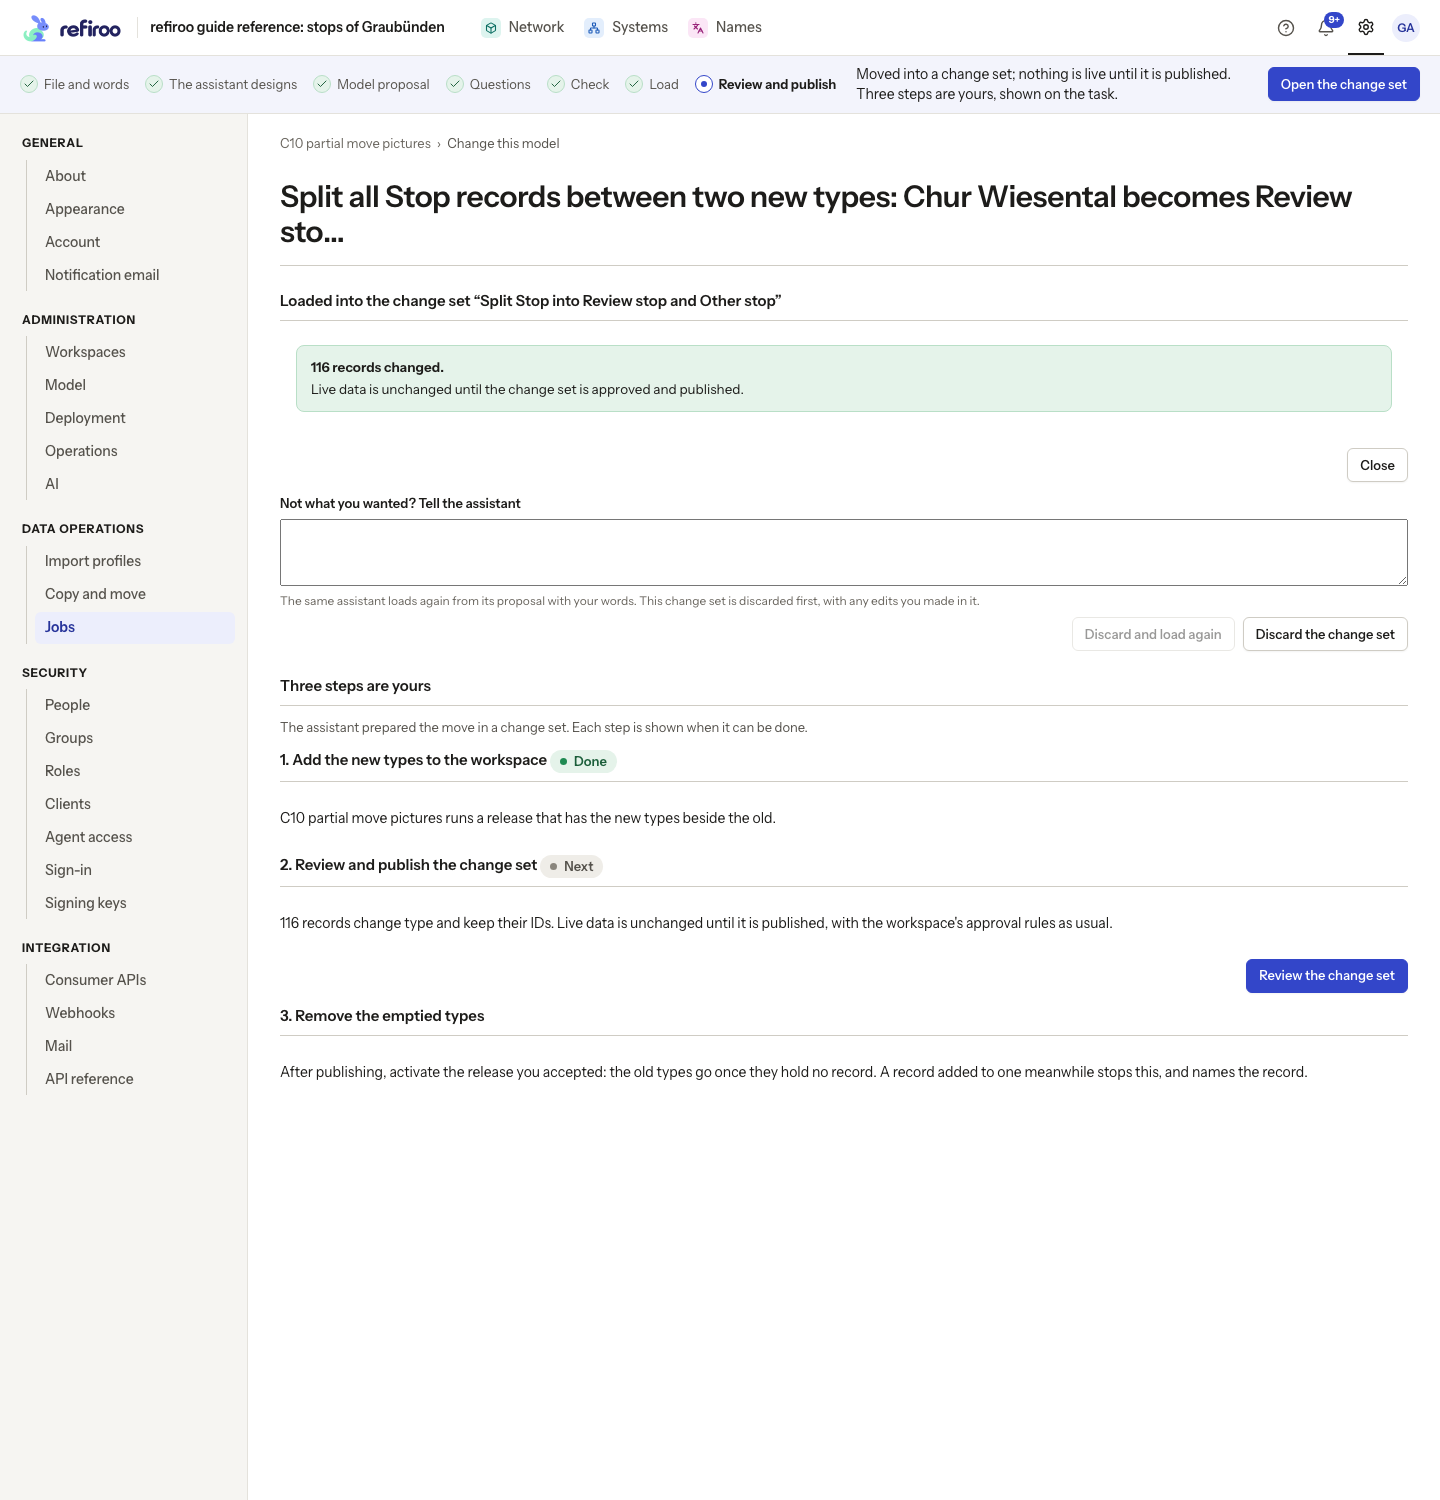 refiroo
refiroo guide reference: stops of Graubünden
Network
Systems
Names
9+
GA
File and words
The assistant designs
Model proposal
Questions
Check
Load
Review and publish
Moved into a change set; nothing is live until it is published.
Three steps are yours, shown on the task.
Open the change set
GENERAL
About
Appearance
Account
Notification email
ADMINISTRATION
Workspaces
Model
Deployment
Operations
AI
DATA OPERATIONS
Import profiles
Copy and move
Jobs
SECURITY
People
Groups
Roles
Clients
Agent access
Sign-in
Signing keys
INTEGRATION
Consumer APIs
Webhooks
Mail
API reference
C10 partial move pictures › Change this model
Split all Stop records between two new types: Chur Wiesental becomes Review
sto...
Loaded into the change set “Split Stop into Review stop and Other stop”
116 records changed.
Live data is unchanged until the change set is approved and published.
Close
Not what you wanted? Tell the assistant
The same assistant loads again from its proposal with your words. This change set is discarded first, with any edits you made in it.
Discard and load again
Discard the change set
Three steps are yours
The assistant prepared the move in a change set. Each step is shown when it can be done.
1. Add the new types to the workspace Done
C10 partial move pictures runs a release that has the new types beside the old.
2. Review and publish the change set Next
116 records change type and keep their IDs. Live data is unchanged until it is published, with the workspace's approval rules as usual.
Review the change set
3. Remove the emptied types
After publishing, activate the release you accepted: the old types go once they hold no record. A record added to one meanwhile stops this, and names the record.